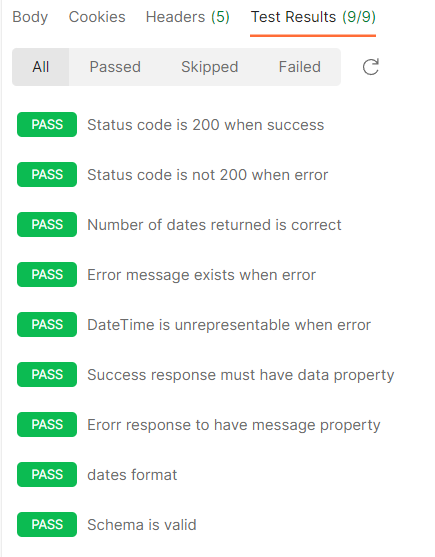 Body Cookies Headers (5) Test Results (9/9)
All Passed Skipped Failed
PASS Status code is 200 when success
PASS Status code is not 200 when error
PASS Number of dates returned is correct
PASS Error message exists when error
PASS DateTime is unrepresentable when error
PASS Success response must have data property
PASS Erorr response to have message property
PASS dates format
PASS Schema is valid